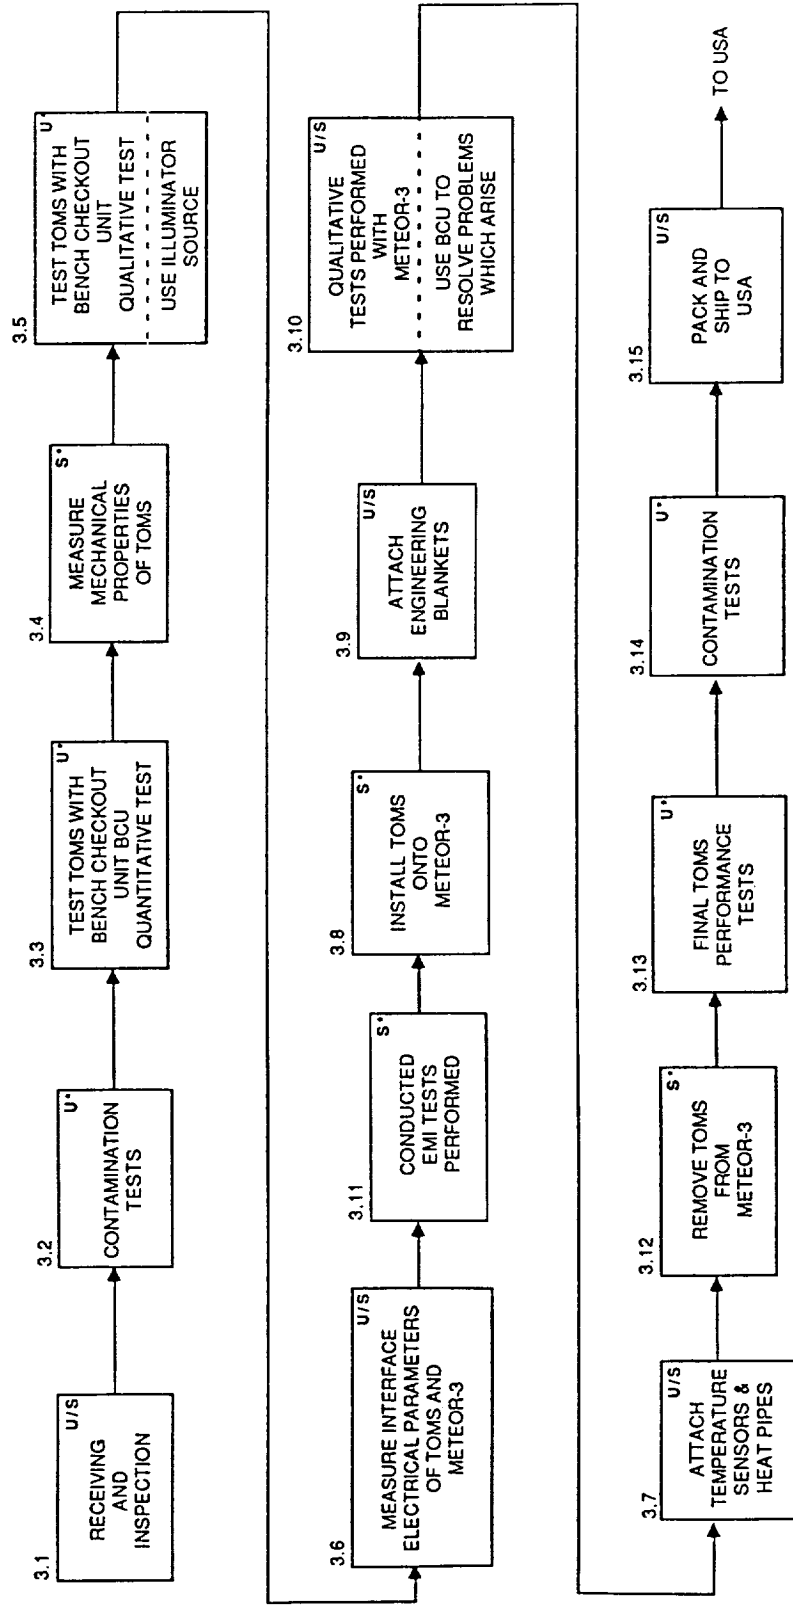 3.1
U/S
RECEIVING
AND
INSPECTION
3.2
U*
CONTAMINATION
TESTS
3.3
U*
TEST TOMS WITH
BENCH CHECKOUT
UNIT BCU
QUANTITATIVE TEST
3.4
S*
MEASURE
MECHANICAL
PROPERTIES
OF TOMS
3.5
U*
TEST TOMS WITH
BENCH CHECKOUT
UNIT
QUALITATIVE TEST
USE ILLUMINATOR
SOURCE
3.6
U/S
MEASURE INTERFACE
ELECTRICAL PARAMETERS
OF TOMS AND
METEOR-3
3.11
S*
CONDUCTED
EMI TESTS
PERFORMED
3.8
S*
INSTALL TOMS
ONTO
METEOR-3
3.9
U/S
ATTACH
ENGINEERING
BLANKETS
3.10
U/S
QUALITATIVE
TESTS PERFORMED
WITH
METEOR-3
USE BCU TO
RESOLVE PROBLEMS
WHICH ARISE
3.7
U/S
ATTACH
TEMPERATURE
SENSORS &
HEAT PIPES
3.12
S*
REMOVE TOMS
FROM
METEOR-3
3.13
U*
FINAL TOMS
PERFORMANCE
TESTS
3.14
U*
CONTAMINATION
TESTS
3.15
U/S
PACK AND
SHIP TO
USA
TO USA